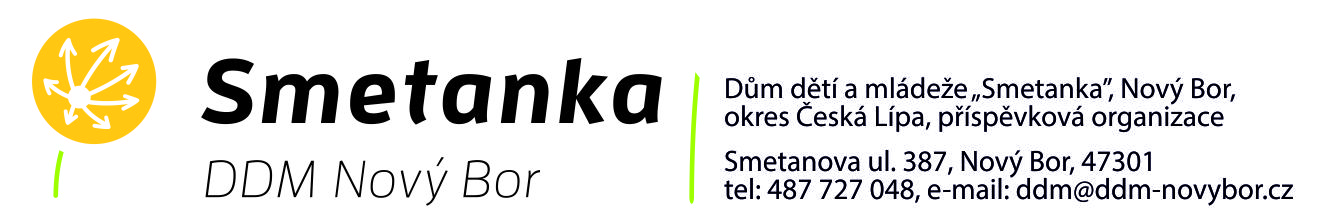 Smetanka
DDM Nový Bor
Dům dětí a mládeže „Smetanka”, Nový Bor,
okres Česká Lípa, příspěvková organizace
Smetanova ul. 387, Nový Bor, 47301
tel: 487 727 048, e-mail: ddm@ddm-novybor.cz